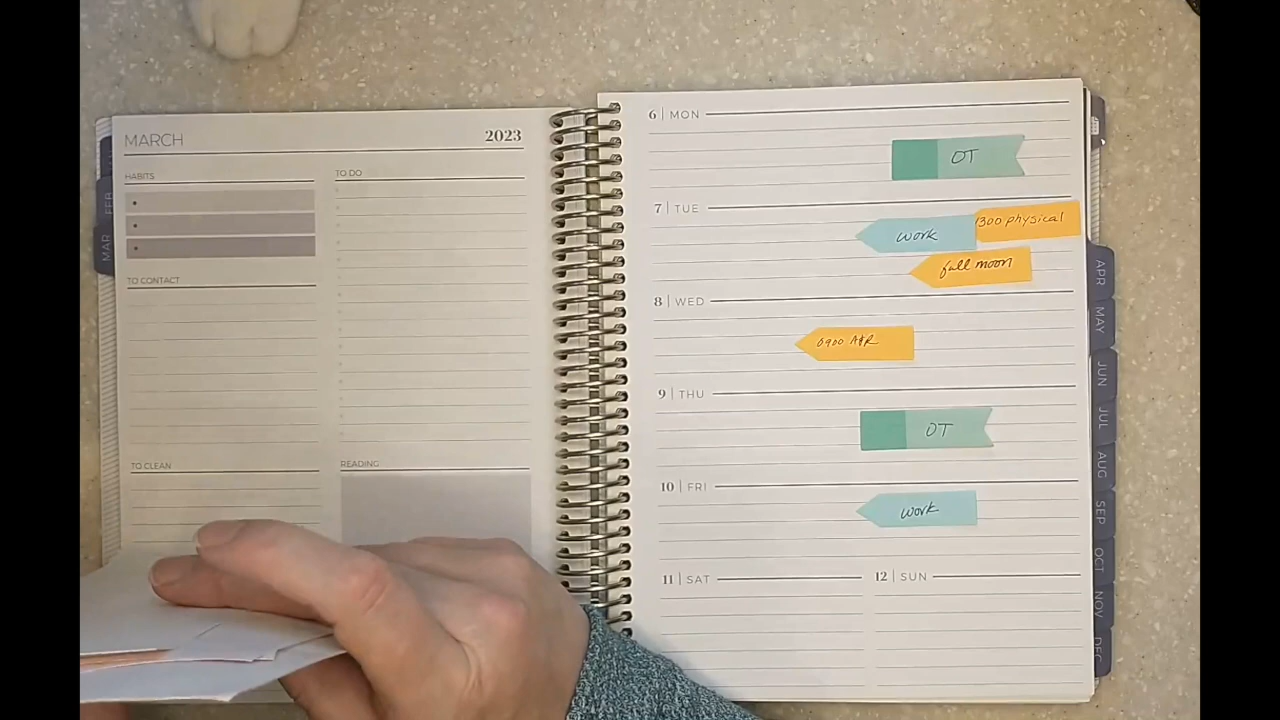 MARCH 2023
HABITS
TO DO
TO CONTACT
TO CLEAN
READING
FEB
MAR
6 | MON
OT
7 | TUE
1300 physical
work
full moon
8 | WED
0900 A&R
9 | THU
OT
10 | FRI
work
11 | SAT
12 | SUN
APR
MAY
JUN
JUL
AUG
SEP
OCT
NOV
DEC